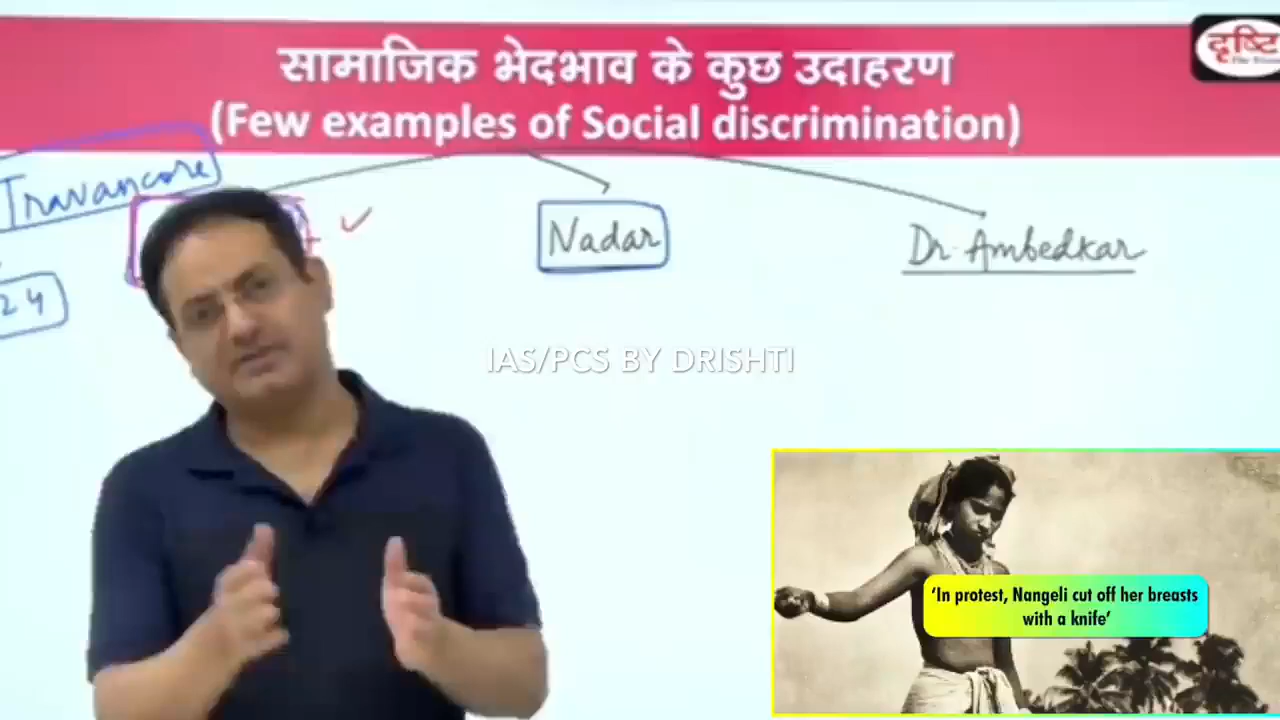 सामाजिक भेदभाव के कुछ उदाहरण
(Few examples of Social discrimination)
दृष्टि
Travancore
Nadar
Dr. Ambedkar
24
IAS/PCS BY DRISHTI
‘In protest, Nangeli cut off her breasts
with a knife’